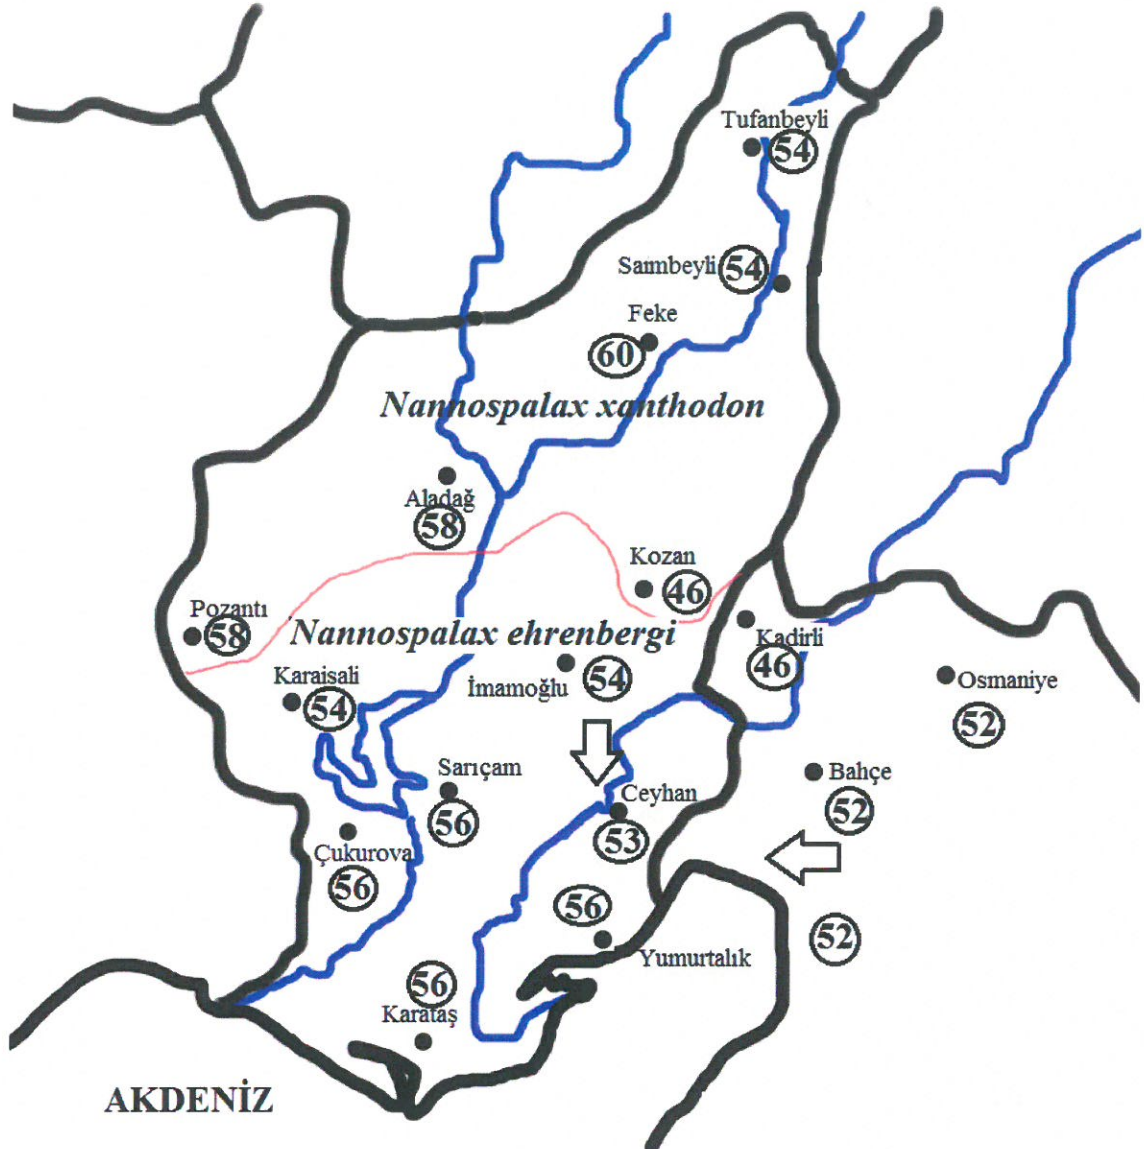 Tufanbeyli
54
Saimbeyli 54
Feke
60
Nannospalax xanthodon
Aladağ
58
Kozan
46
Pozantı
58
Nannospalax ehrenbergi
Kadirli
46
Karaisali
54
İmamoğlu 54
Osmaniye
52
Sarıçam
56
Ceyhan
53
Bahçe
52
Çukurova
56
56
Yumurtalık
52
56
Karataş
AKDENİZ